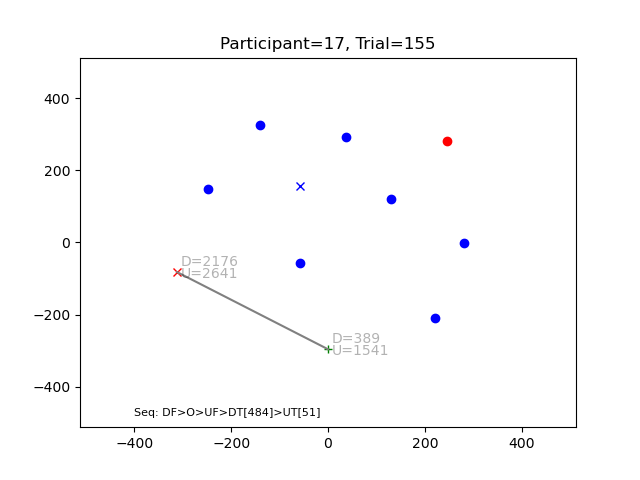 Participant=17, Trial=155
400
200
0
−200
−400
D=2176
U=2641
D=389
U=1541
Seq: DF>O>UF>DT[484]>UT[51]
−400
−200
0
200
400